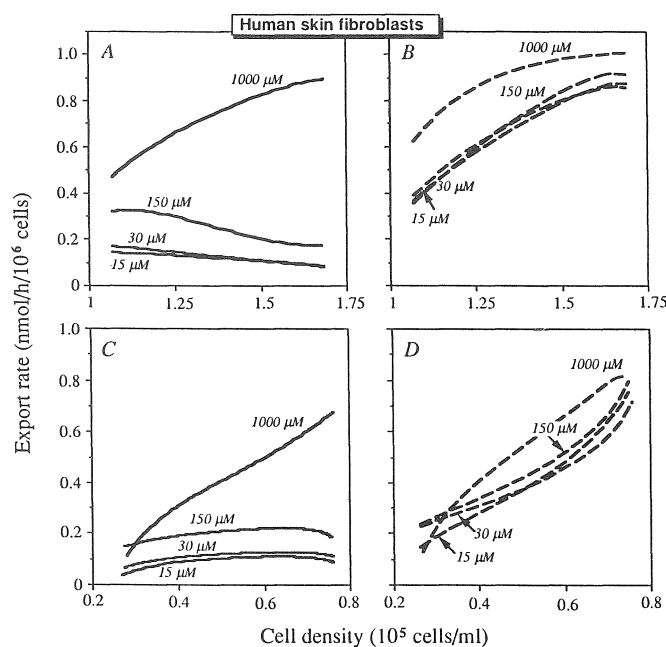 Human skin fibroblasts
A
1000 µM
150 µM
30 µM
15 µM
1.0
0.8
0.6
0.4
0.2
0
1
1.25
1.5
1.75
B
1000 µM
150 µM
30 µM
15 µM
1
1.25
1.5
1.75
Export rate (nmol/h/10⁶ cells)
C
1000 µM
150 µM
30 µM
15 µM
1.0
0.8
0.6
0.4
0.2
0
0.2
0.4
0.6
0.8
D
1000 µM
150 µM
30 µM
15 µM
0.2
0.4
0.6
0.8
Cell density (10⁵ cells/ml)